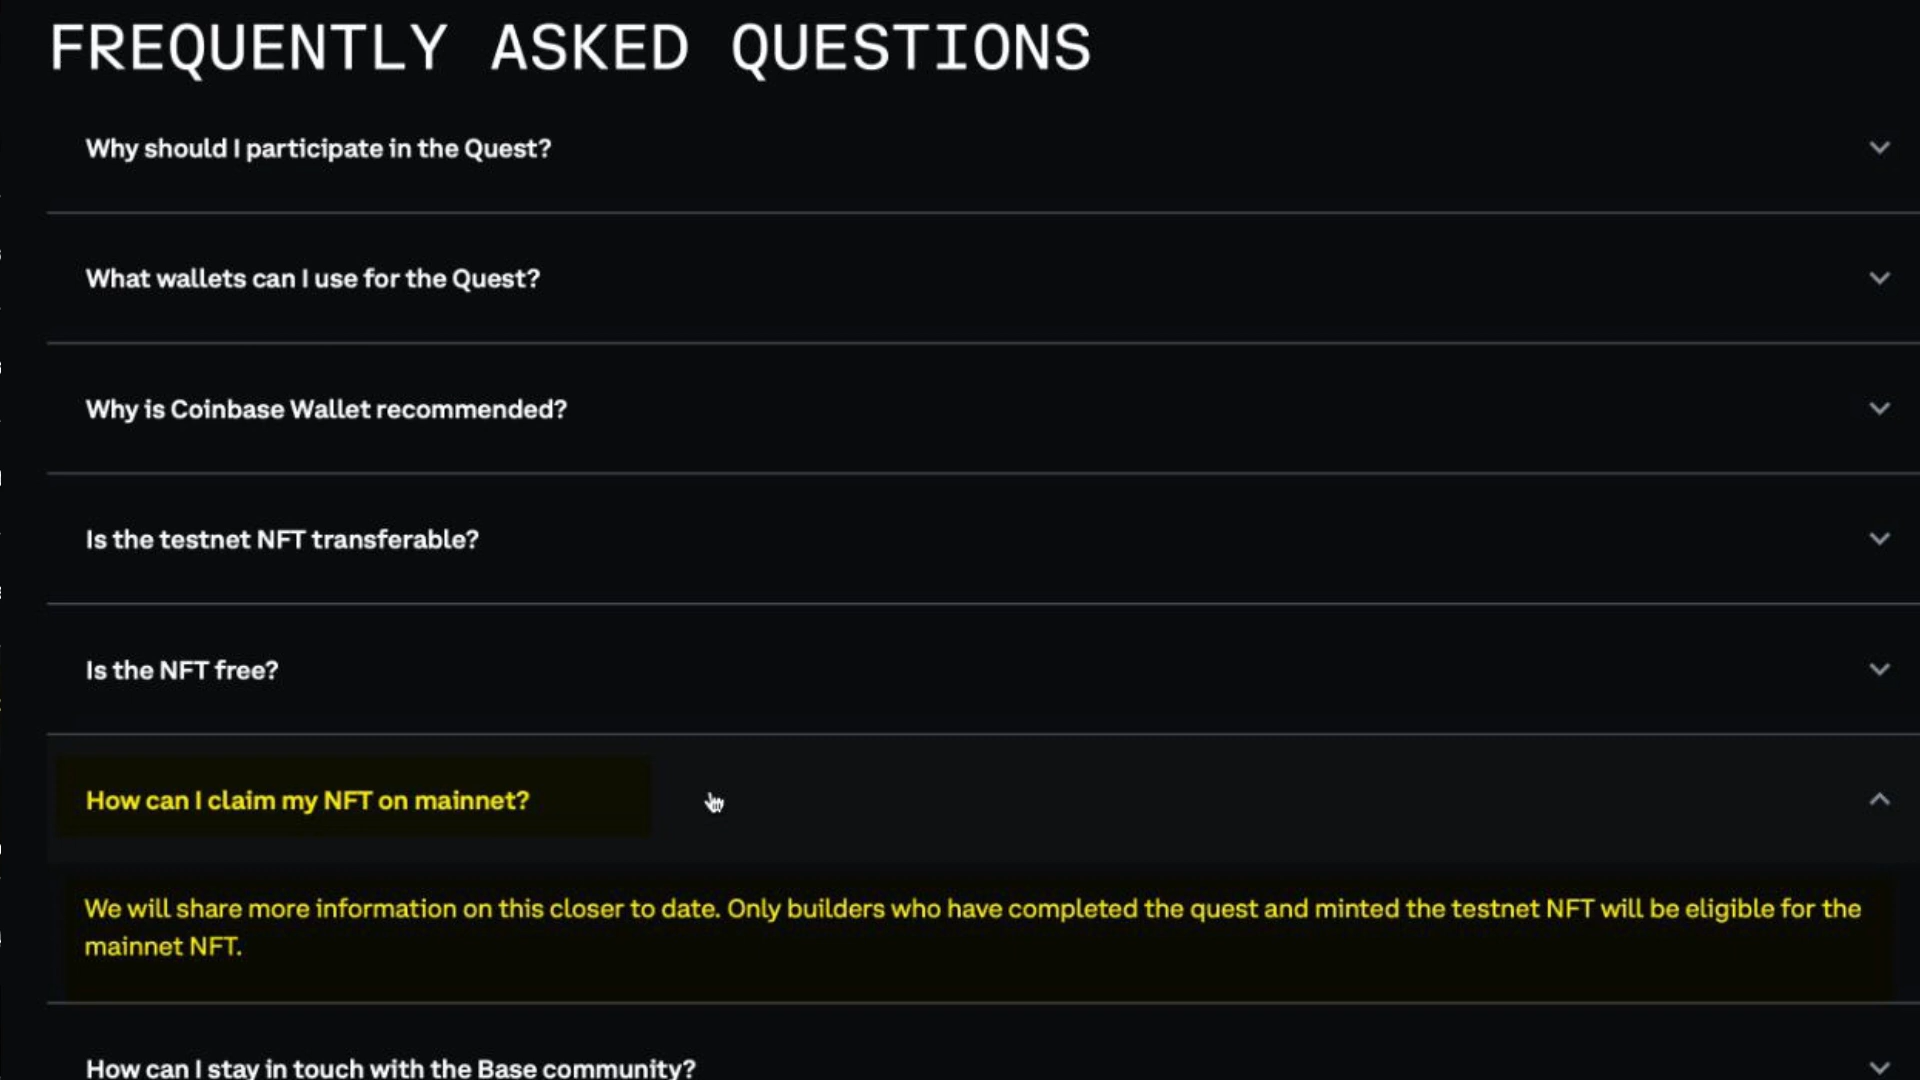 FREQUENTLY ASKED QUESTIONS
Why should I participate in the Quest?
What wallets can I use for the Quest?
Why is Coinbase Wallet recommended?
Is the testnet NFT transferable?
Is the NFT free?
How can I claim my NFT on mainnet?
We will share more information on this closer to date. Only builders who have completed the quest and minted the testnet NFT will be eligible for the
mainnet NFT.
How can I stay in touch with the Base community?